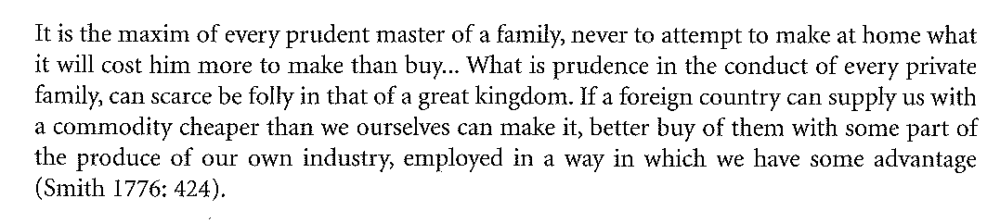 It is the maxim of every prudent master of a family, never to attempt to make at home what
it will cost him more to make than buy... What is prudence in the conduct of every private
family, can scarce be folly in that of a great kingdom. If a foreign country can supply us with
a commodity cheaper than we ourselves can make it, better buy of them with some part of
the produce of our own industry, employed in a way in which we have some advantage
(Smith 1776: 424).